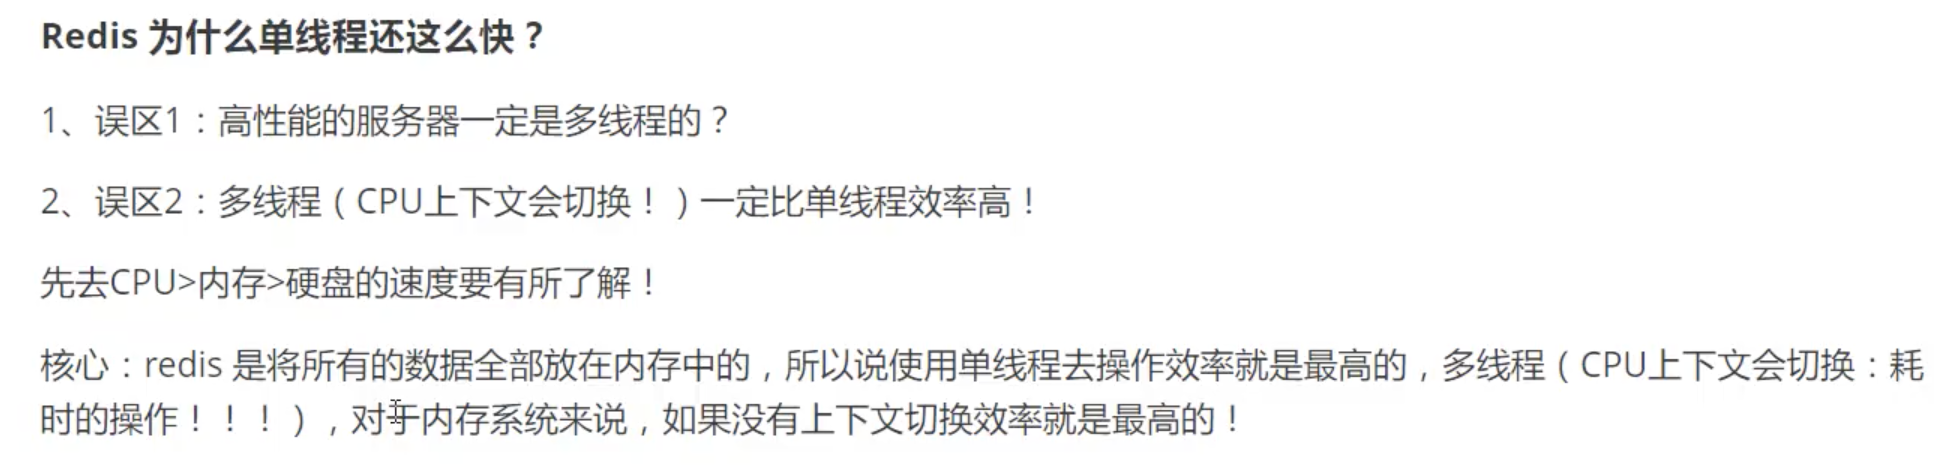 Redis 为什么单线程还这么快？
1、误区1：高性能的服务器一定是多线程的？
2、误区2：多线程（CPU上下文会切换！）一定比单线程效率高！
先去CPU>内存>硬盘的速度要有所了解！
核心：redis 是将所有的数据全部放在内存中的，所以说使用单线程去操作效率就是最高的，多线程（CPU上下文会切换：耗
时的操作！！！），对于内存系统来说，如果没有上下文切换效率就是最高的！